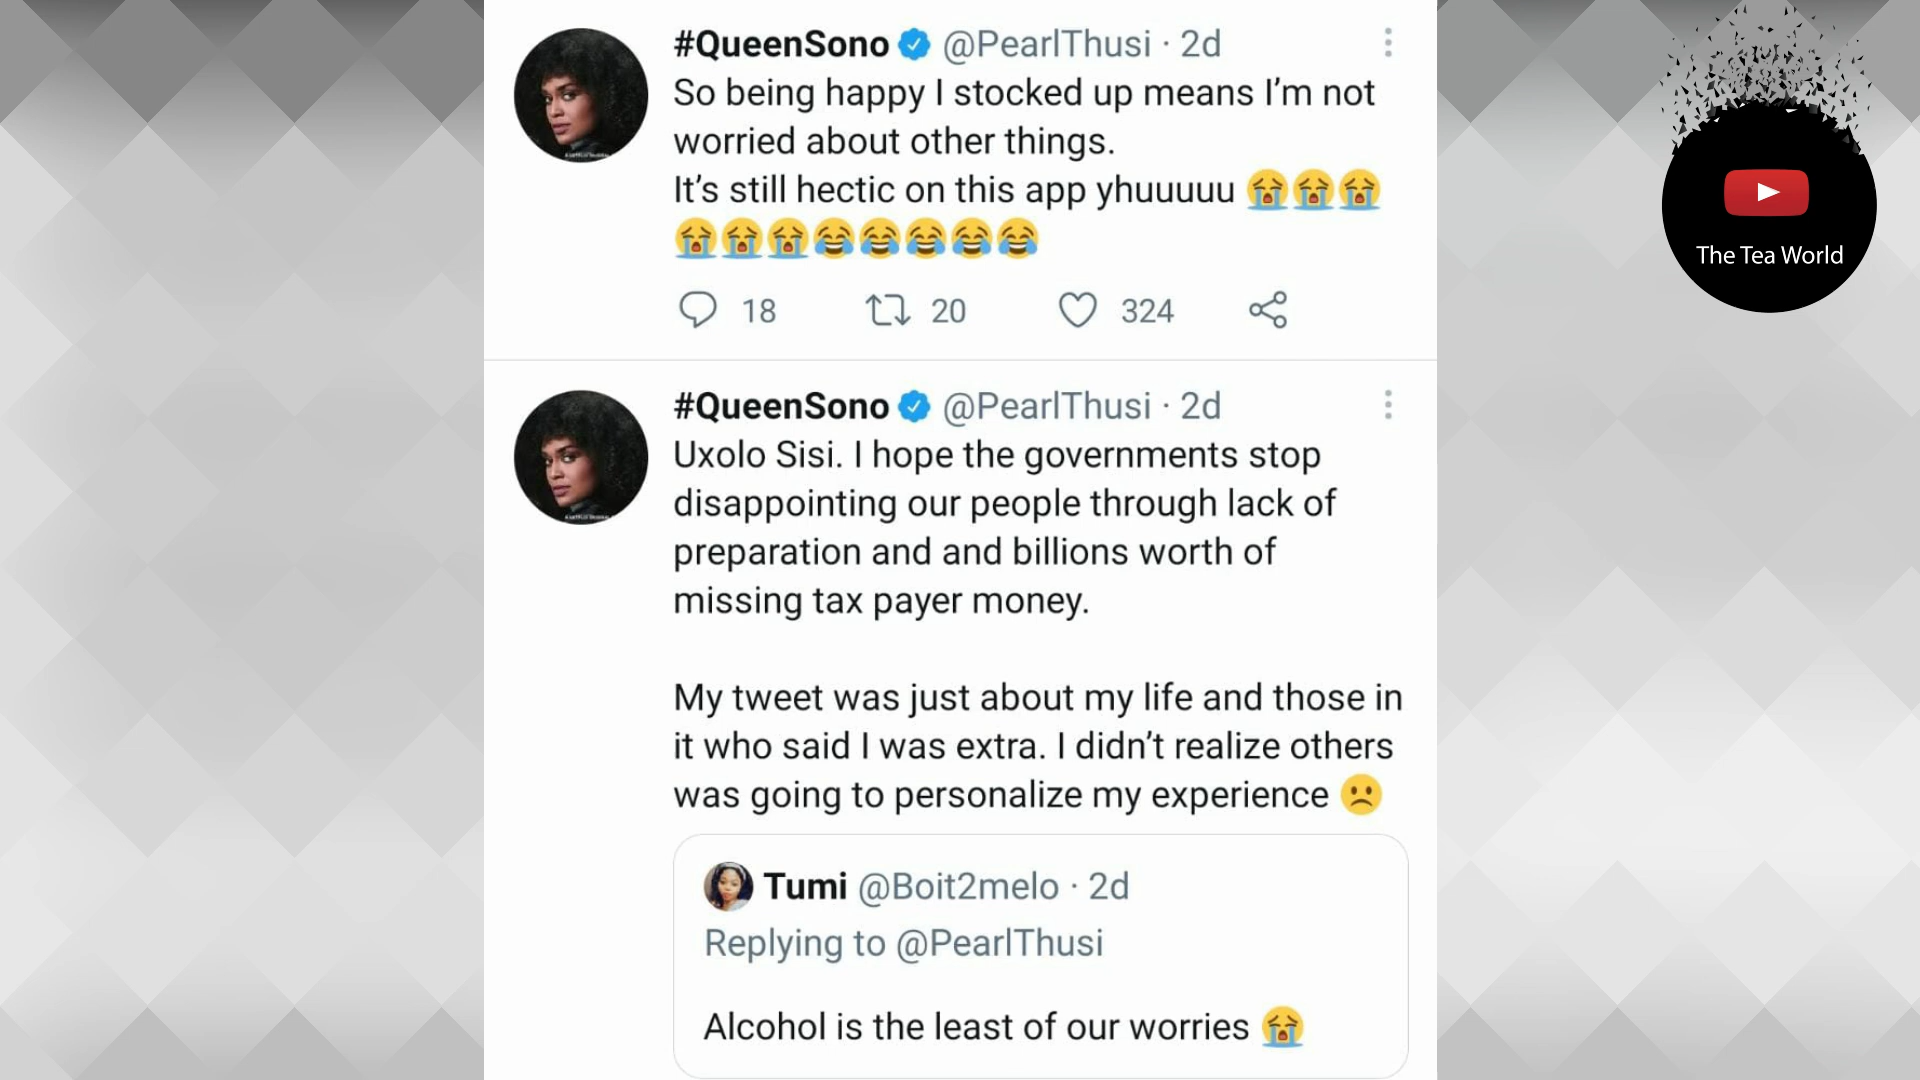 #QueenSono @PearlThusi · 2d
So being happy I stocked up means I’m not
worried about other things.
It’s still hectic on this app yhuuuuu 😭😭😭
😭😭😭😂😂😂😂😂
18 20 324
#QueenSono @PearlThusi · 2d
Uxolo Sisi. I hope the governments stop
disappointing our people through lack of
preparation and and billions worth of
missing tax payer money.
My tweet was just about my life and those in
it who said I was extra. I didn’t realize others
was going to personalize my experience 🙁
Tumi @Boit2melo · 2d
Replying to @PearlThusi
Alcohol is the least of our worries 😭
The Tea World